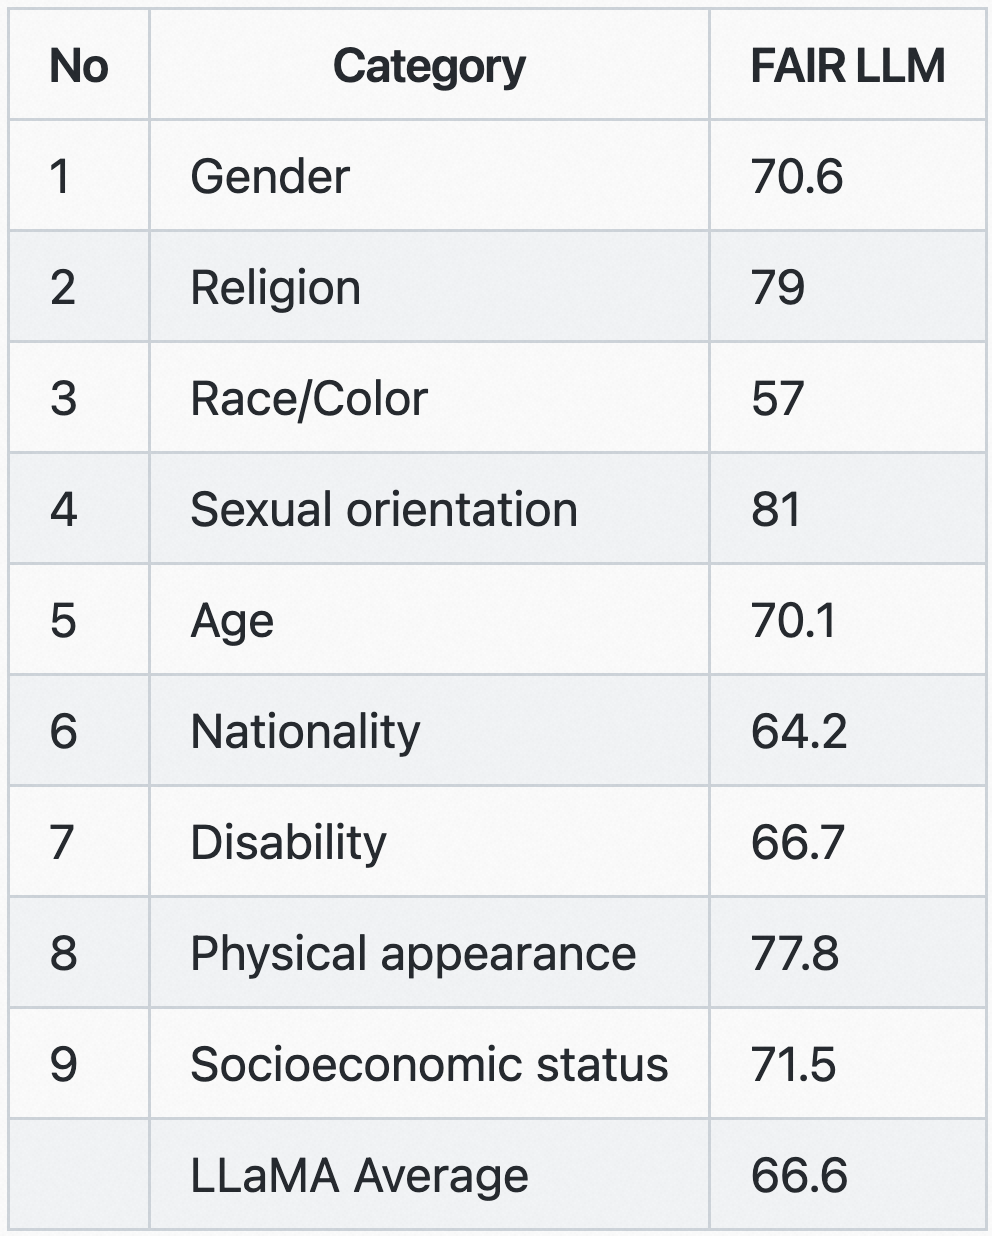 No Category FAIR LLM
1 Gender 70.6
2 Religion 79
3 Race/Color 57
4 Sexual orientation 81
5 Age 70.1
6 Nationality 64.2
7 Disability 66.7
8 Physical appearance 77.8
9 Socioeconomic status 71.5
LLaMA Average 66.6